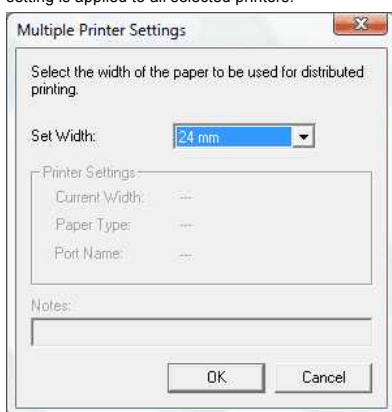 setting is applied to all selected printers.
Multiple Printer Settings
Select the width of the paper to be used for distributed
printing.
Set Width: 24 mm
Printer Settings
Current Width: ---
Paper Type: ---
Port Name: ---
Notes:
OK Cancel